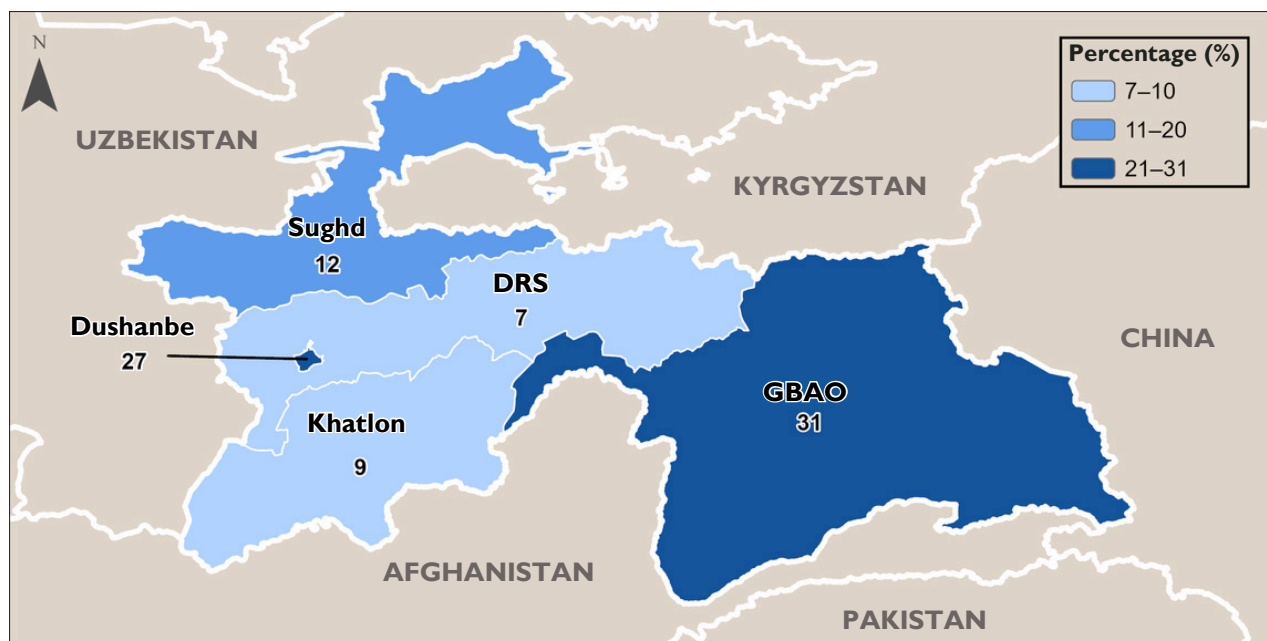 N
Percentage (%)
7–10
11–20
21–31
UZBEKISTAN
KYRGYZSTAN
Sughd
12
DRS
7
Dushanbe
27
CHINA
GBAO
31
Khatlon
9
AFGHANISTAN
PAKISTAN